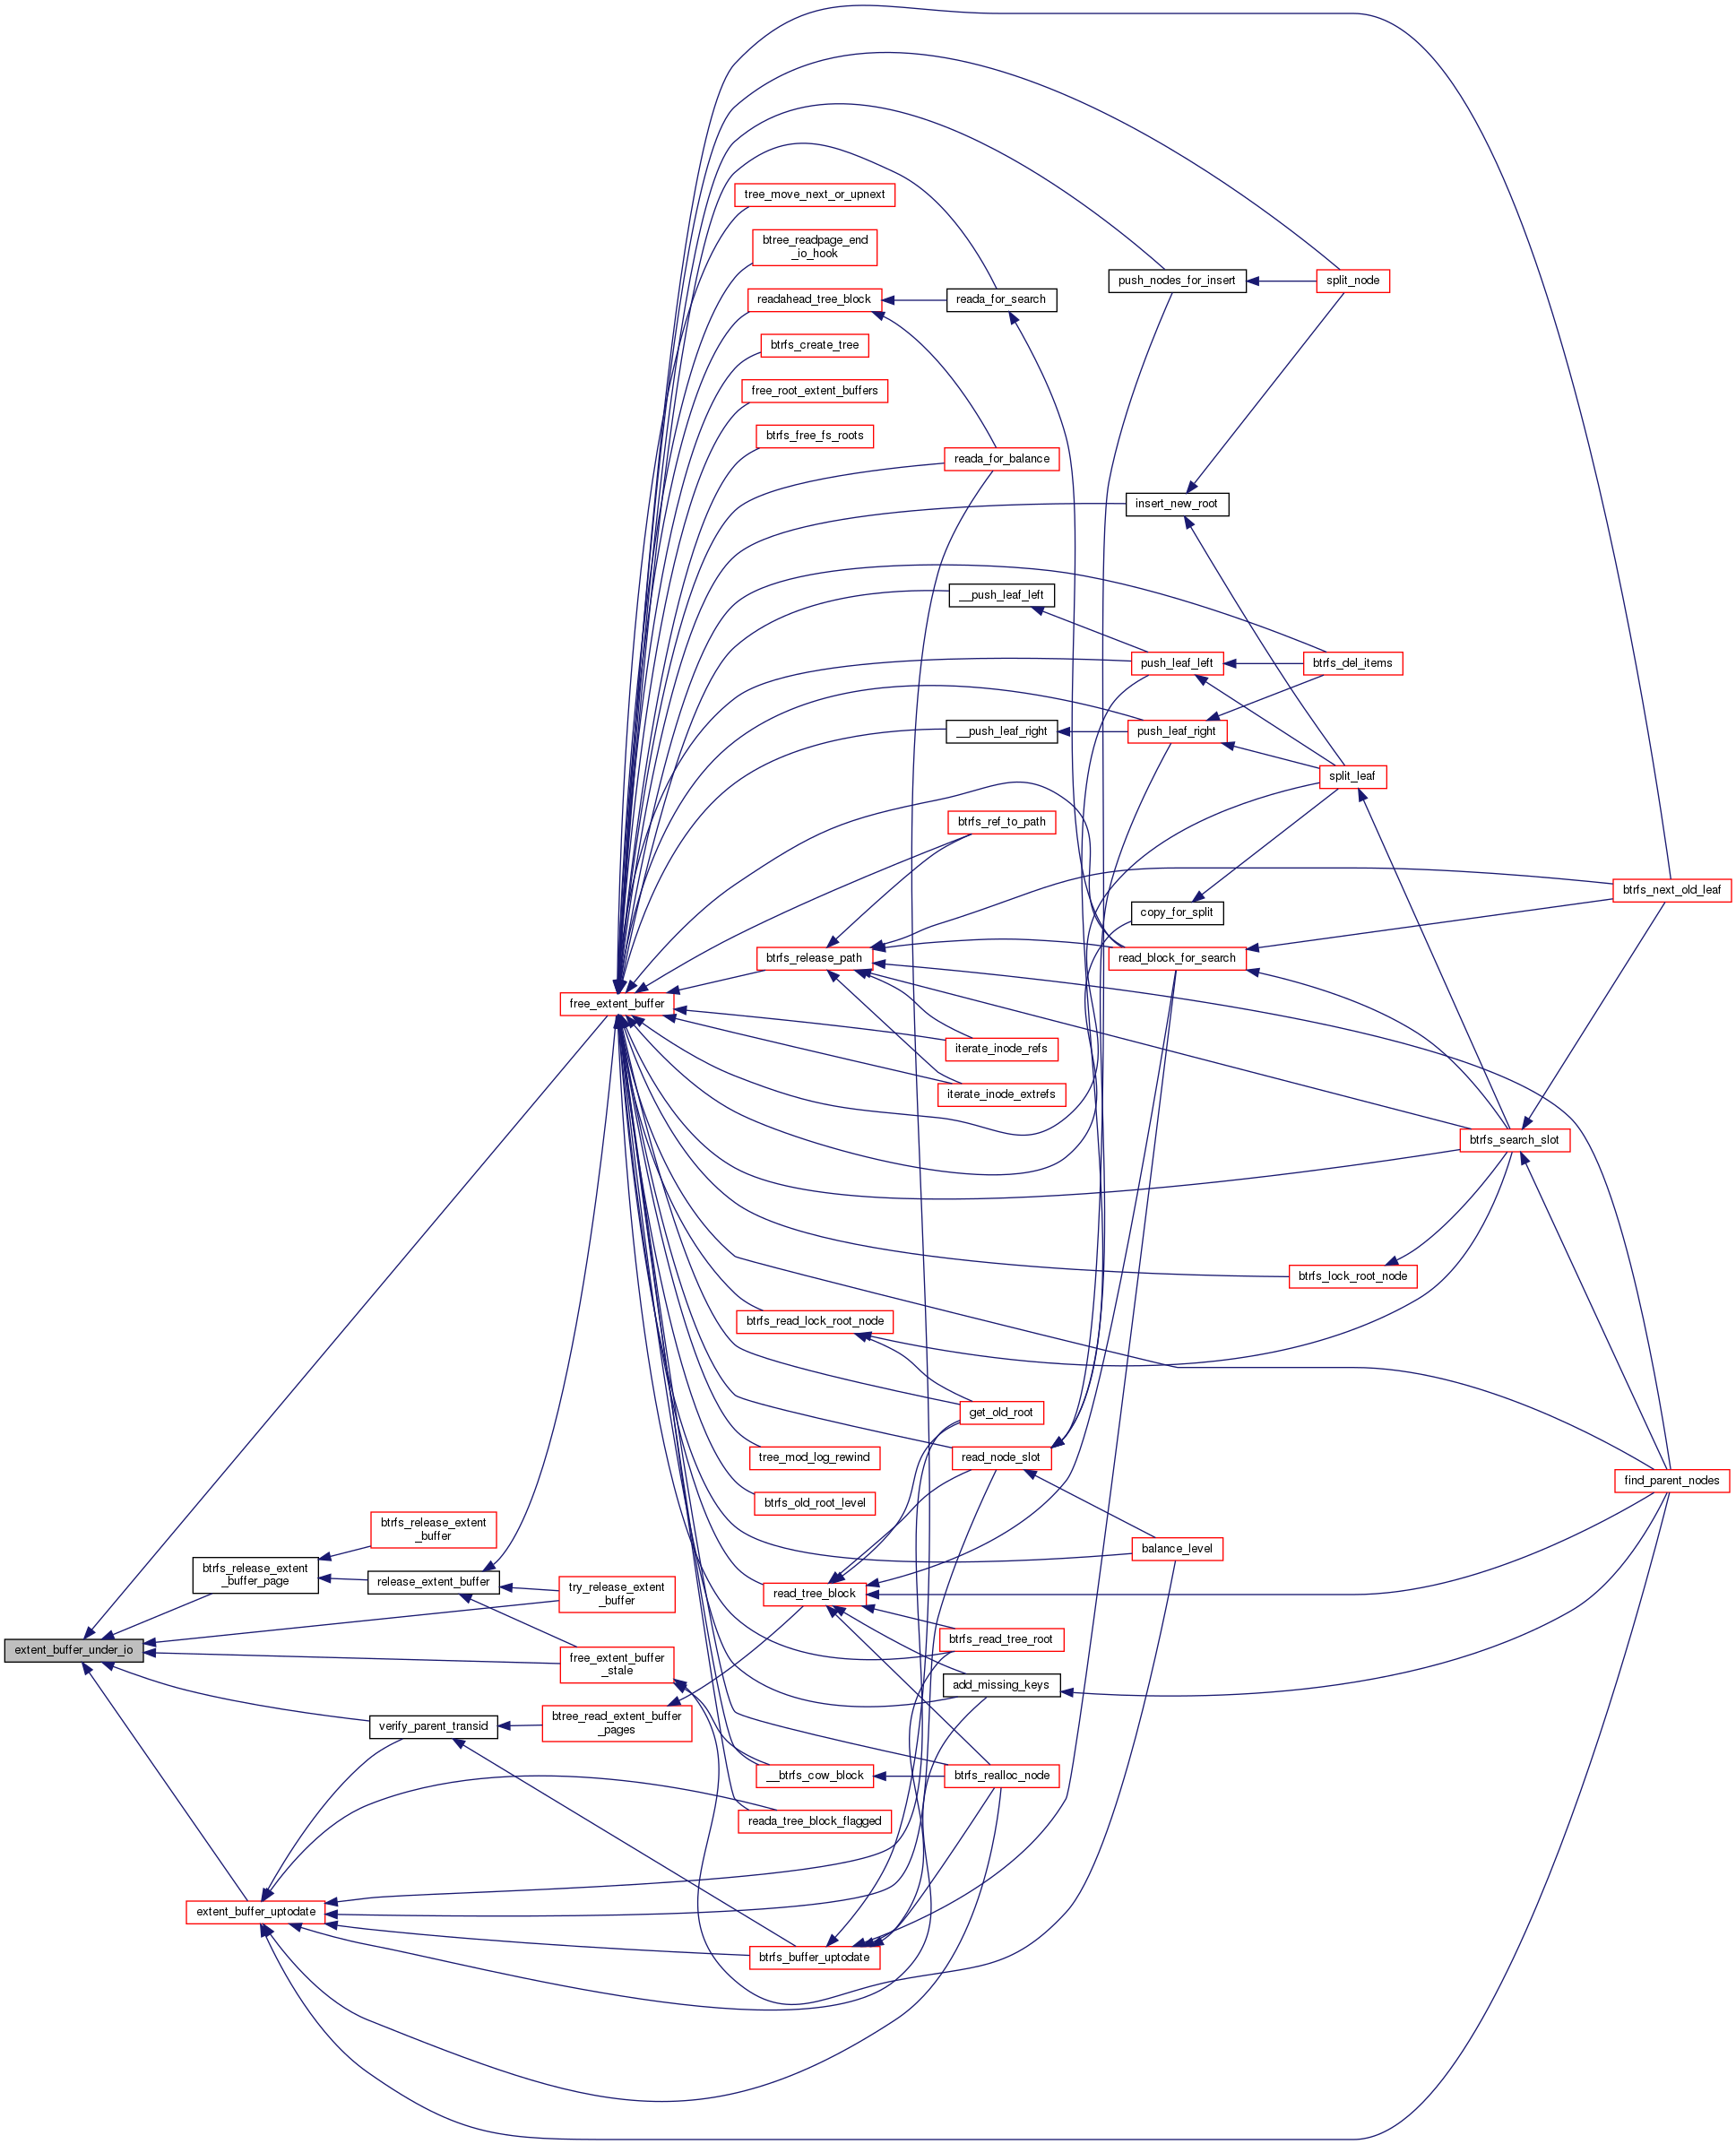 tree_move_next_or_upnext
btree_readpage_end
_io_hook
push_nodes_for_insert
split_node
readahead_tree_block
reada_for_search
btrfs_create_tree
free_root_extent_buffers
btrfs_free_fs_roots
reada_for_balance
insert_new_root
__push_leaf_left
push_leaf_left
btrfs_del_items
__push_leaf_right
push_leaf_right
split_leaf
btrfs_ref_to_path
btrfs_next_old_leaf
copy_for_split
btrfs_release_path
read_block_for_search
free_extent_buffer
iterate_inode_refs
iterate_inode_extrefs
btrfs_search_slot
btrfs_lock_root_node
btrfs_read_lock_root_node
get_old_root
tree_mod_log_rewind
read_node_slot
find_parent_nodes
btrfs_old_root_level
btrfs_release_extent
_buffer
balance_level
btrfs_release_extent
_buffer_page
release_extent_buffer
try_release_extent
_buffer
read_tree_block
extent_buffer_under_io
free_extent_buffer
_stale
btrfs_read_tree_root
add_missing_keys
verify_parent_transid
btree_read_extent_buffer
_pages
__btrfs_cow_block
btrfs_realloc_node
reada_tree_block_flagged
extent_buffer_uptodate
btrfs_buffer_uptodate